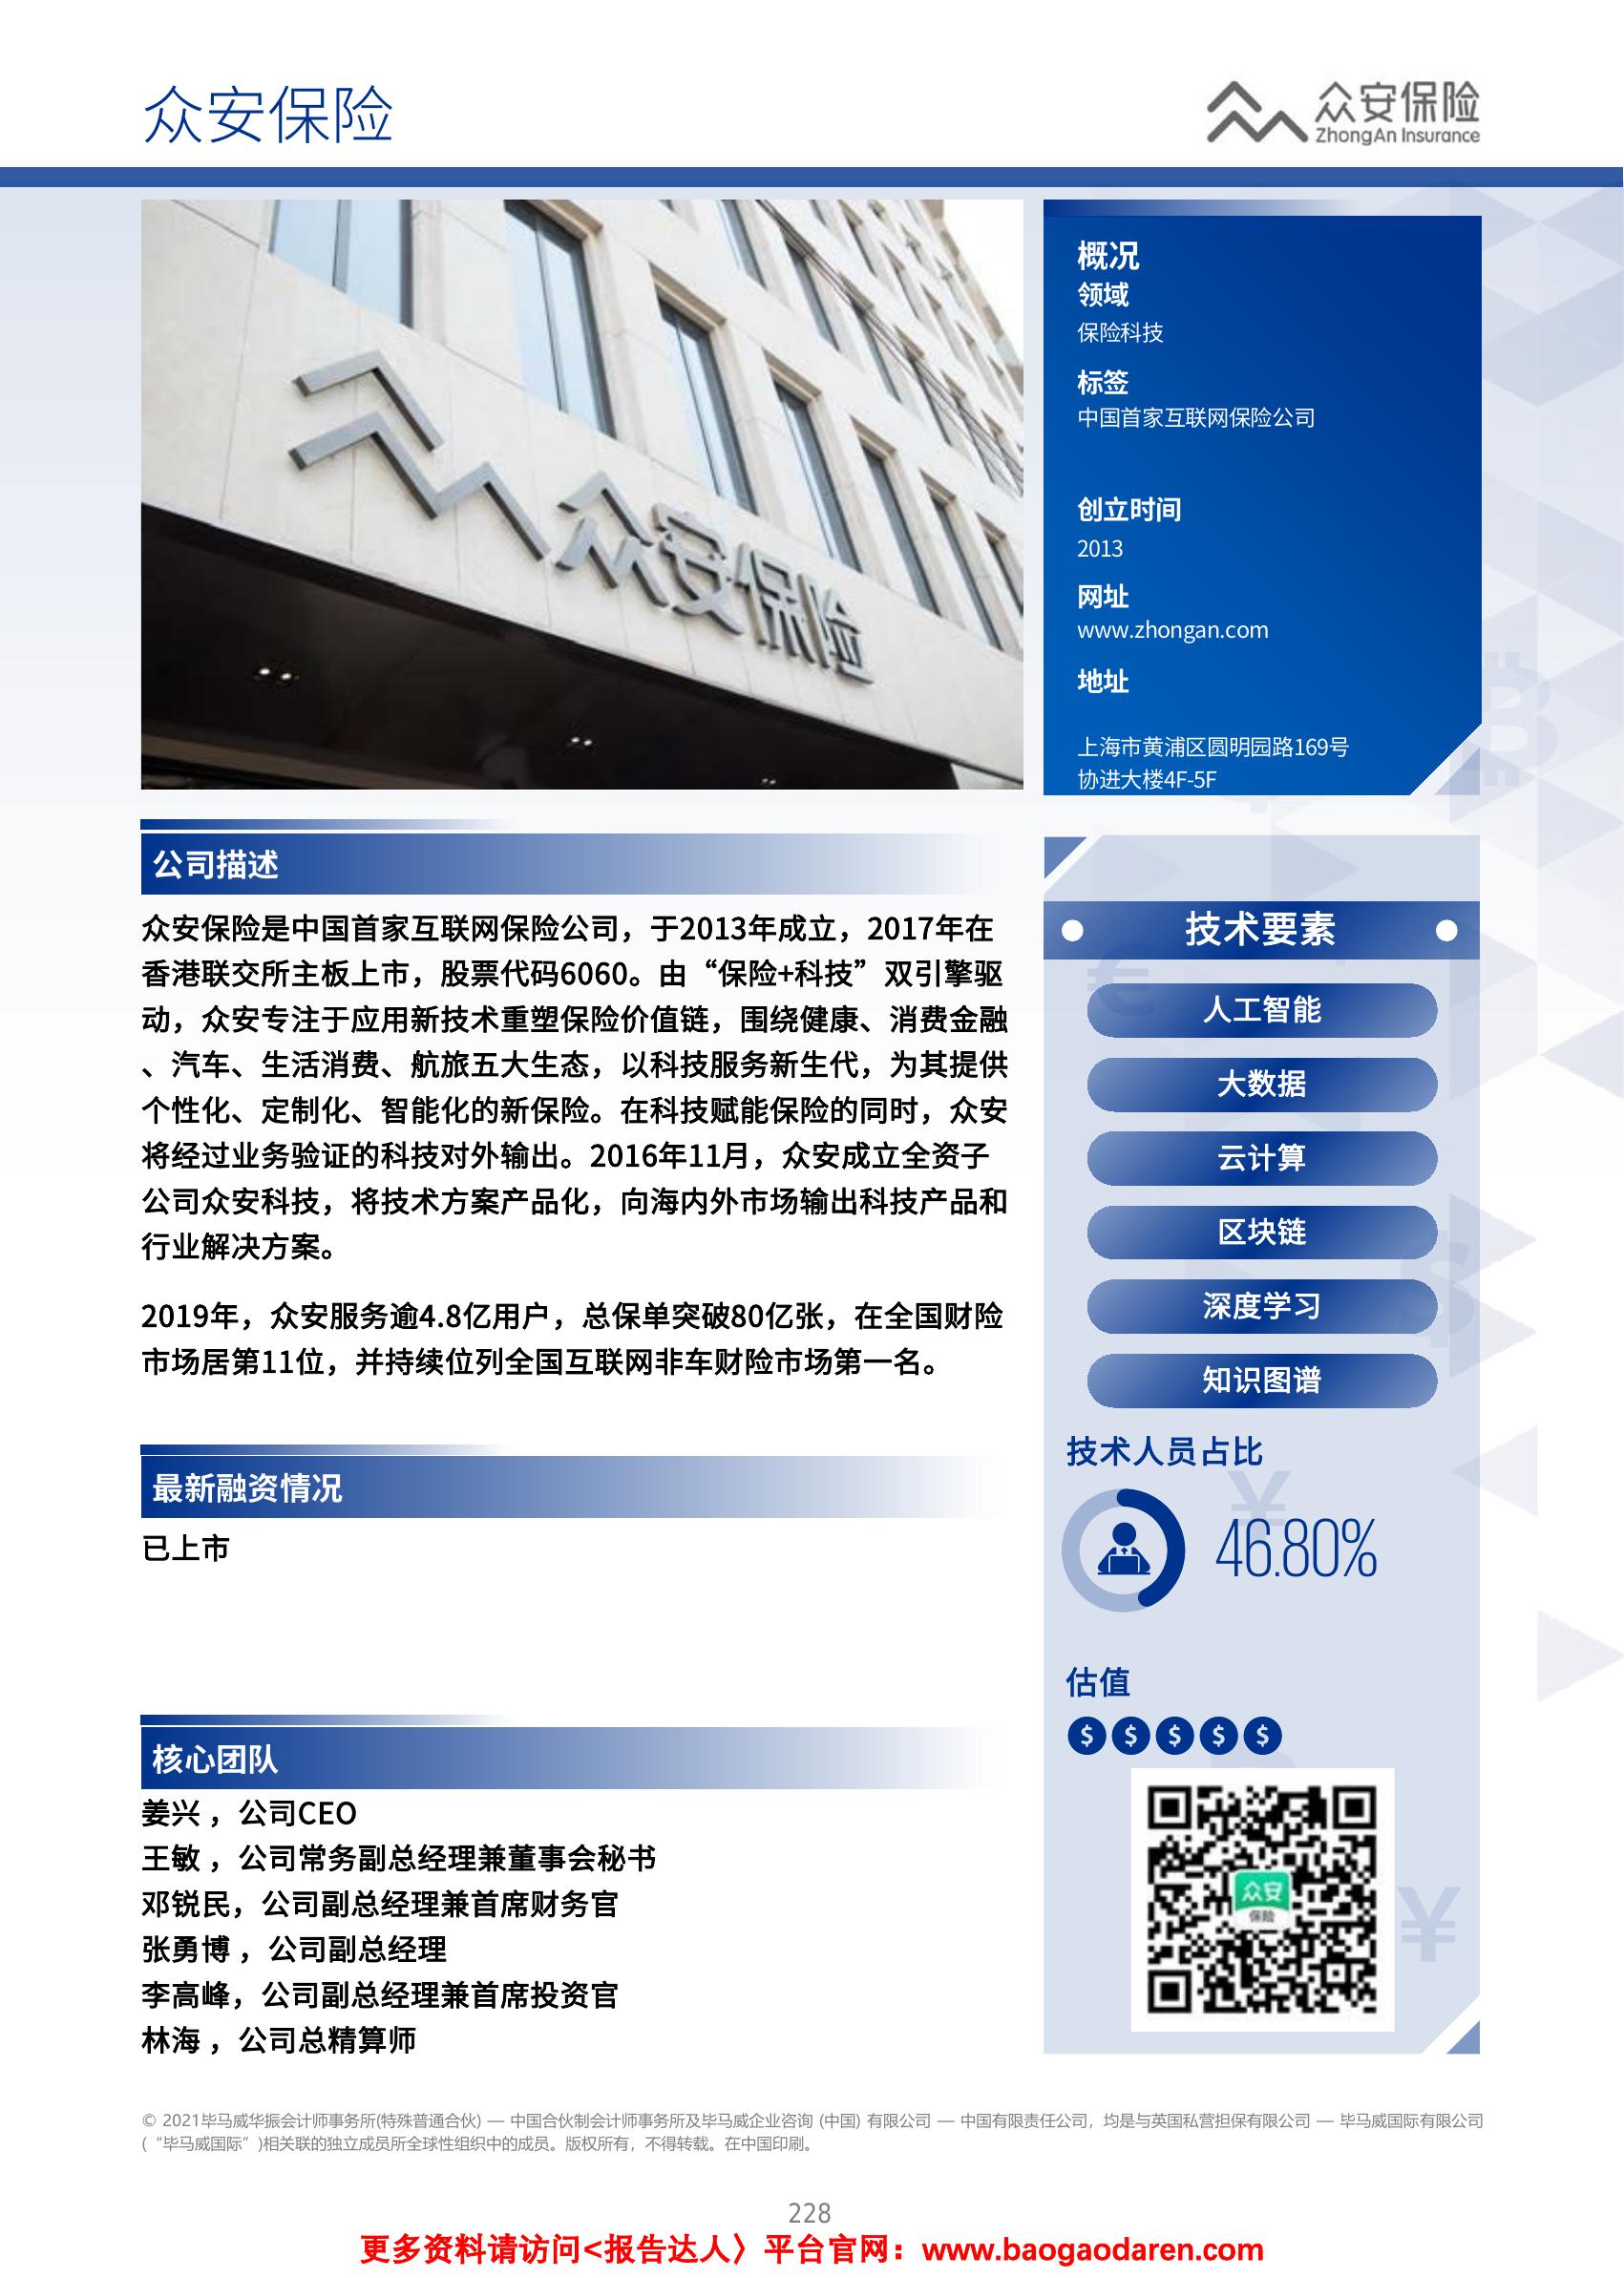 众安保险
众安保险
ZhongAn Insurance
众安保险
概况
领域
保险科技
标签
中国首家互联网保险公司
创立时间
2013
网址
www.zhongan.com
地址
上海市黄浦区圆明园路169号
协进大楼4F-5F
公司描述
众安保险是中国首家互联网保险公司，于2013年成立，2017年在
香港联交所主板上市，股票代码6060。由“保险+科技”双引擎驱
动，众安专注于应用新技术重塑保险价值链，围绕健康、消费金融
、汽车、生活消费、航旅五大生态，以科技服务新生代，为其提供
个性化、定制化、智能化的新保险。在科技赋能保险的同时，众安
将经过业务验证的科技对外输出。2016年11月，众安成立全资子
公司众安科技，将技术方案产品化，向海内外市场输出科技产品和
行业解决方案。
2019年，众安服务逾4.8亿用户，总保单突破80亿张，在全国财险
市场居第11位，并持续位列全国互联网非车财险市场第一名。
最新融资情况
已上市
核心团队
姜兴 ，公司CEO
王敏 ，公司常务副总经理兼董事会秘书
邓锐民，公司副总经理兼首席财务官
张勇博 ，公司副总经理
李高峰，公司副总经理兼首席投资官
林海 ，公司总精算师
技术要素
人工智能
大数据
云计算
区块链
深度学习
知识图谱
技术人员占比
46.80%
估值
$ $ $ $ $
众安
保险
© 2021毕马威华振会计师事务所(特殊普通合伙) — 中国合伙制会计师事务所及毕马威企业咨询 (中国) 有限公司 — 中国有限责任公司，均是与英国私营担保有限公司 — 毕马威国际有限公司
(“毕马威国际”)相关联的独立成员所全球性组织中的成员。版权所有，不得转载。在中国印刷。
228
更多资料请访问<报告达人〉平台官网：www.baogaodaren.com